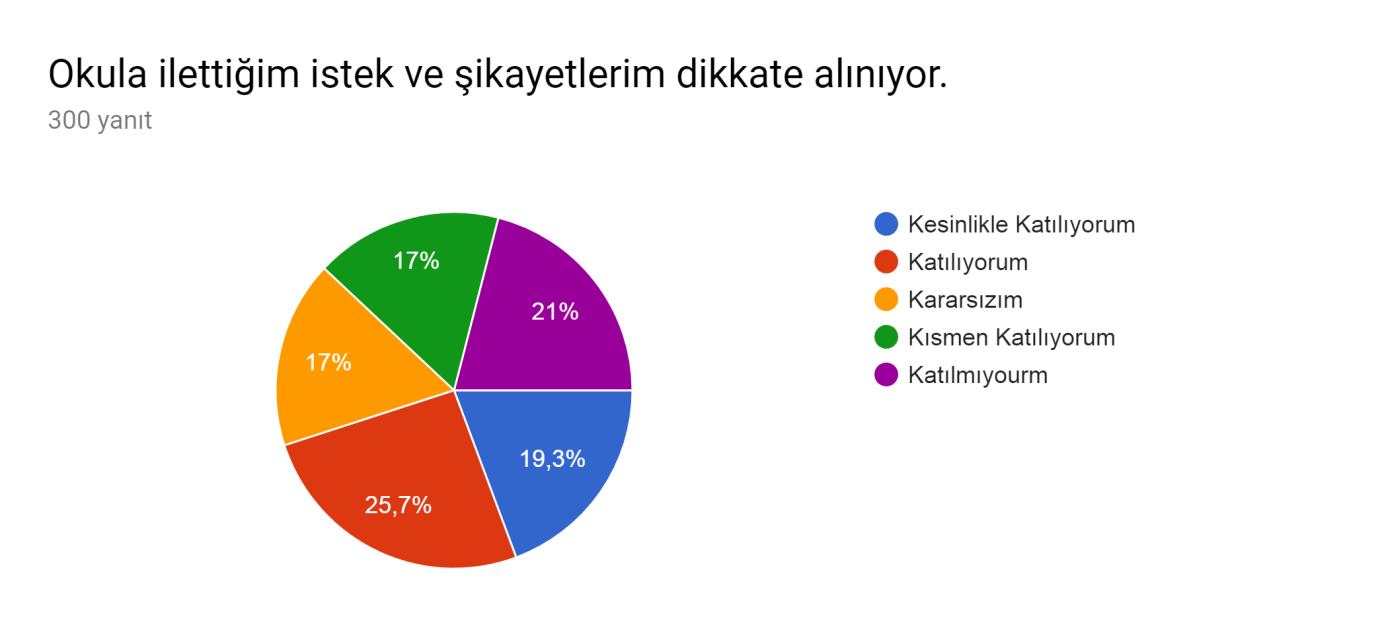 Okula ilettiğim istek ve şikayetlerim dikkate alınıyor.
300 yanıt
17%
21%
17%
19,3%
25,7%
Kesinlikle Katılıyorum
Katılıyorum
Kararsızım
Kısmen Katılıyorum
Katılmıyourm